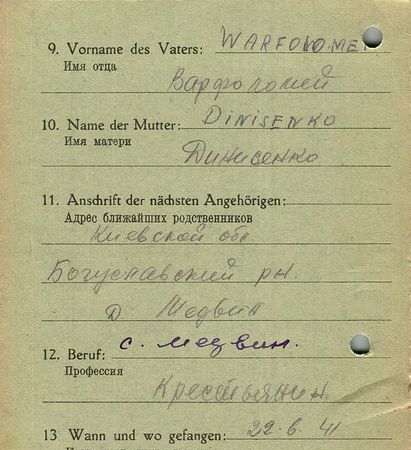 9. Vorname des Vaters: WARFOLOMEI
Имя отца
Варфоломей
10. Name der Mutter: DINISENKO
Имя матери
Динисенко
11. Anschrift der nächsten Angehörigen:
Адрес ближайших родственников
Киевской обл.
Богуславский рн.
д. Медвин
с. Медвин.
12. Beruf:
Профессия
Крестьянин
13 Wann und wo gefangen: 22.6.41